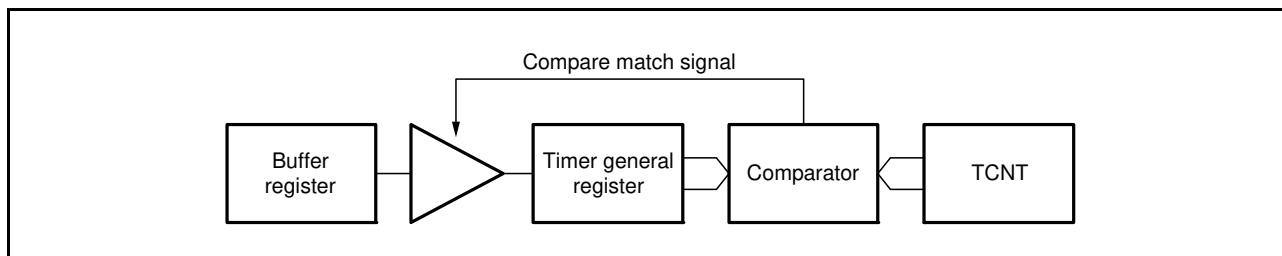 Compare match signal
Buffer
register
Timer general
register
Comparator
TCNT